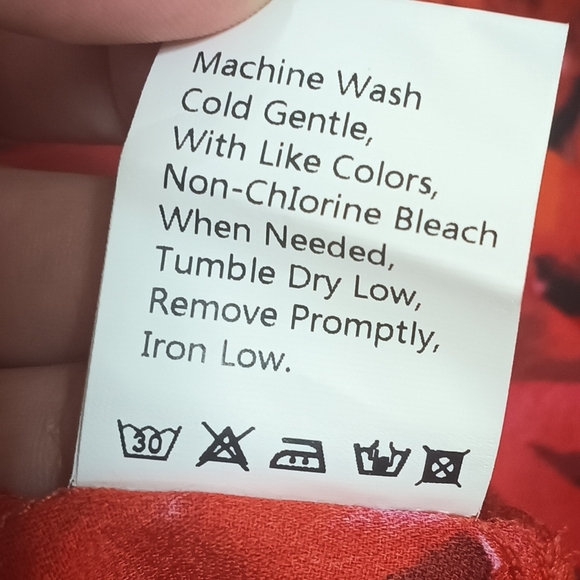 Machine Wash
Cold Gentle,
With Like Colors,
Non-ChIorine Bleach
When Needed,
Tumble Dry Low,
Remove Promptly,
Iron Low.
30